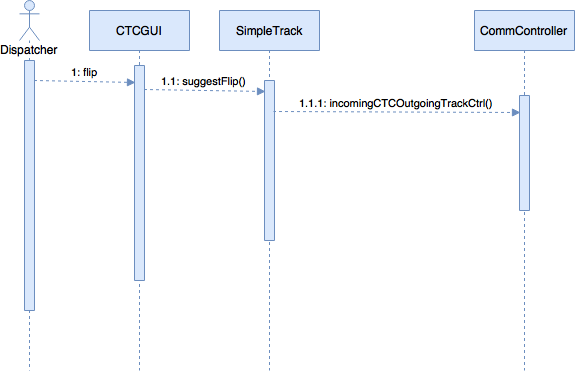 CTCGUI
SimpleTrack
CommController
Dispatcher
1: flip
1.1: suggestFlip()
1.1.1: incomingCTCOutgoingTrackCtrl()